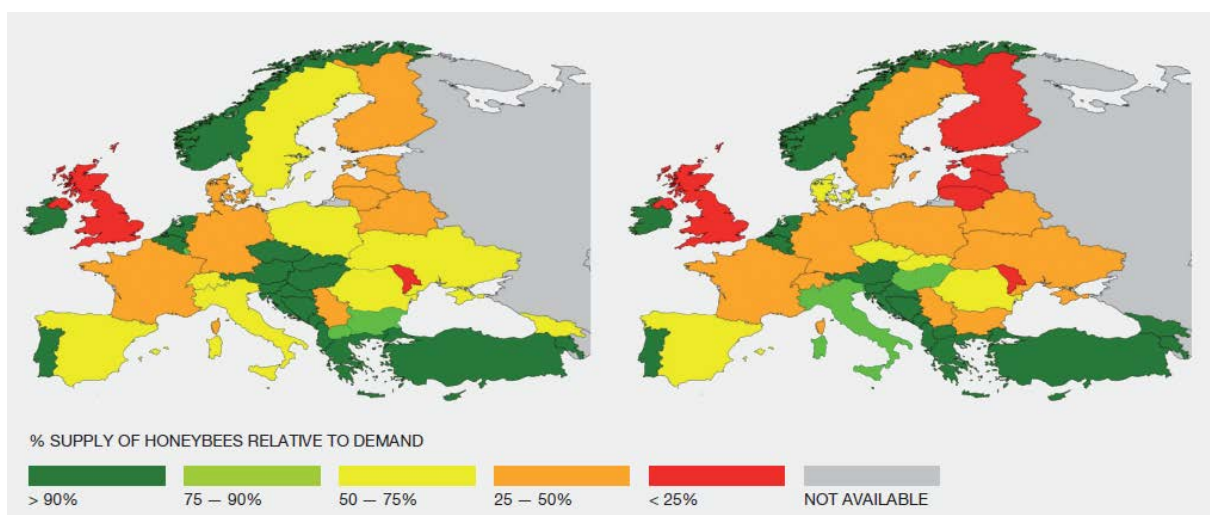 % SUPPLY OF HONEYBEES RELATIVE TO DEMAND
> 90%
75 — 90%
50 — 75%
25 — 50%
< 25%
NOT AVAILABLE